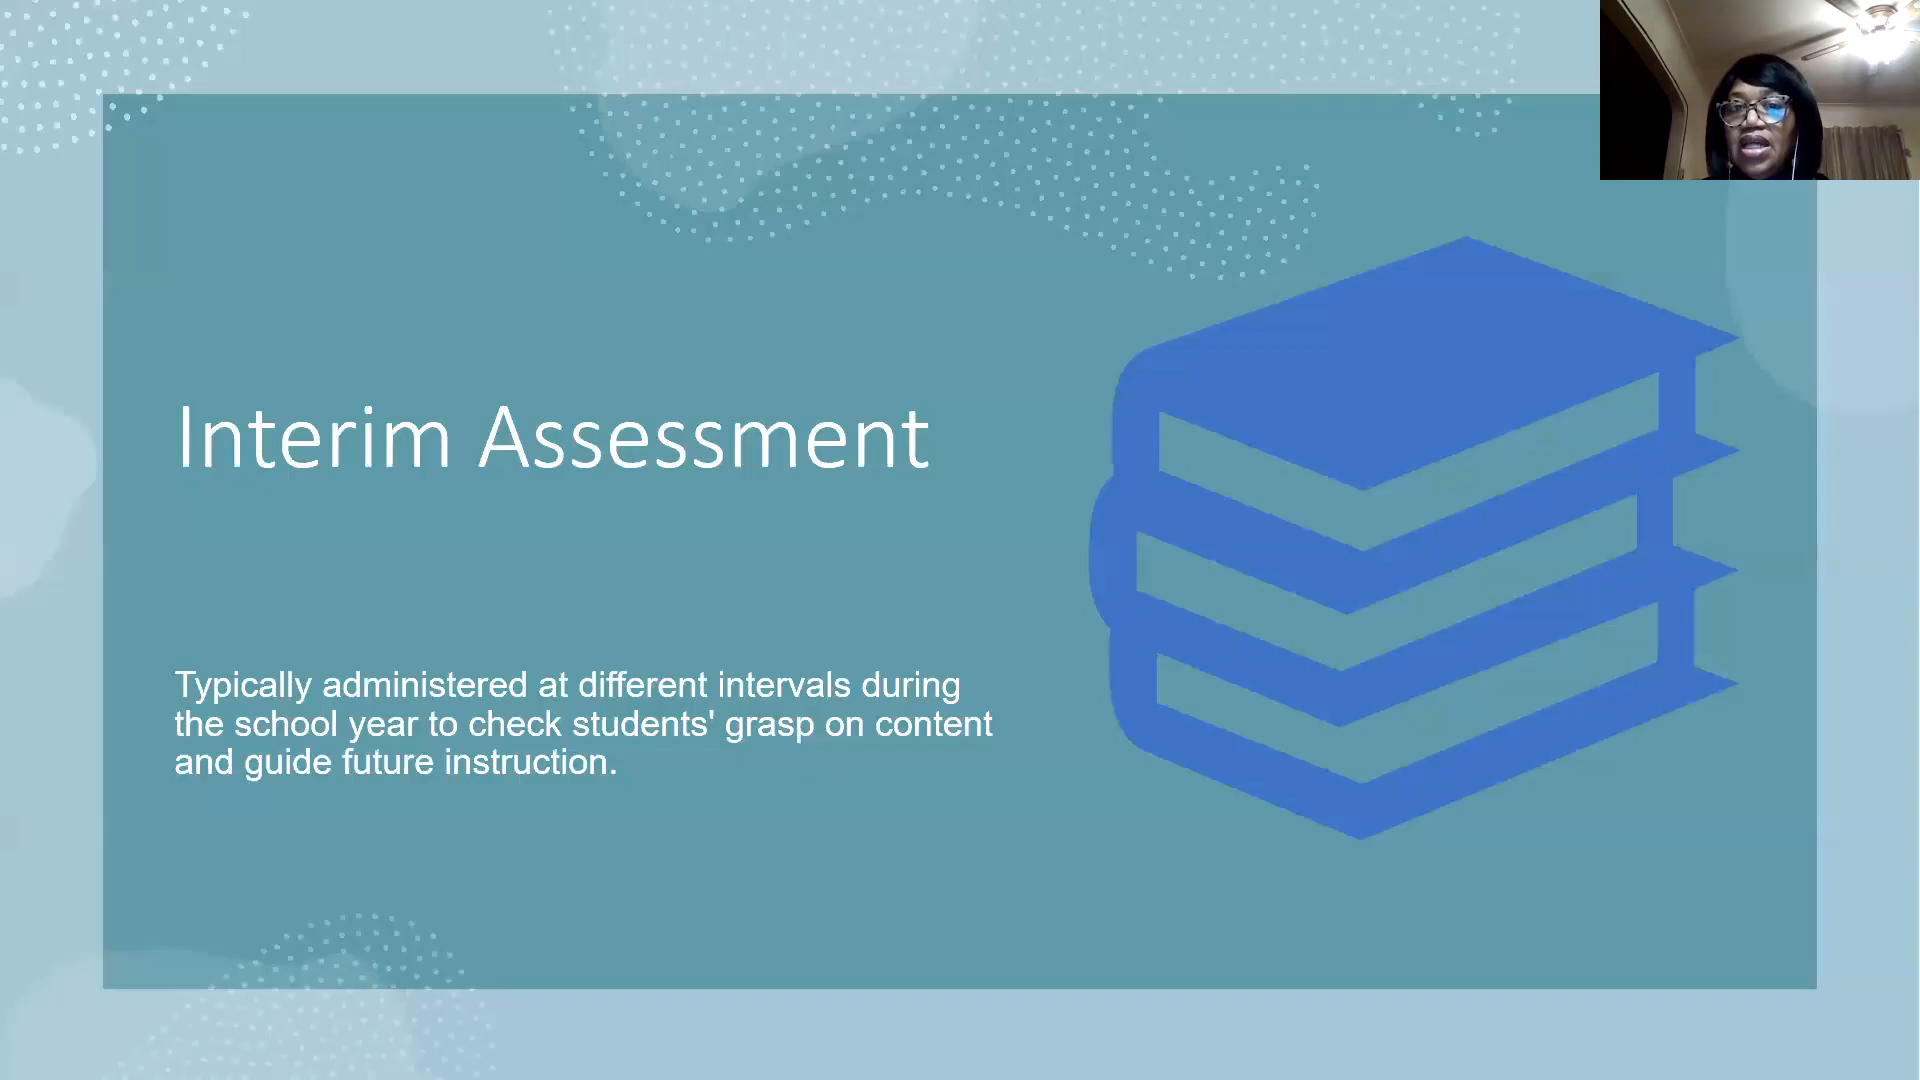 Interim Assessment
Typically administered at different intervals during
the school year to check students' grasp on content
and guide future instruction.